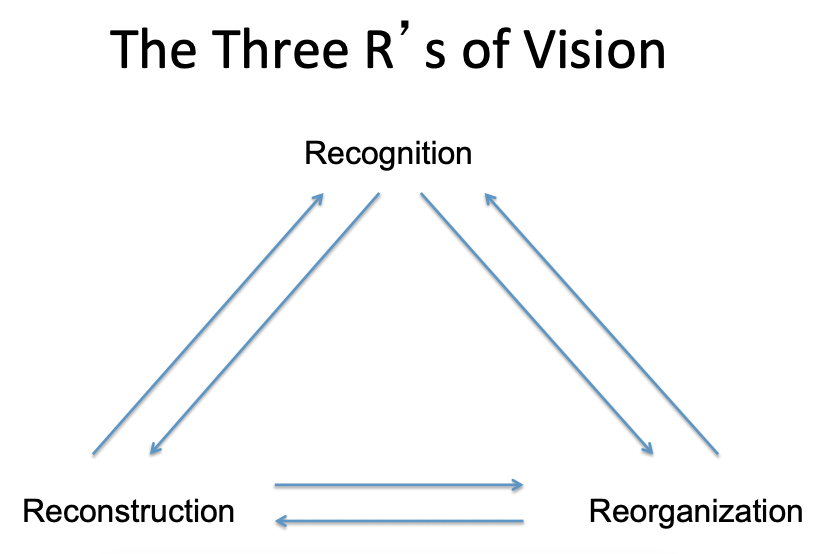 The Three R’s of Vision
Recognition
Reconstruction
Reorganization